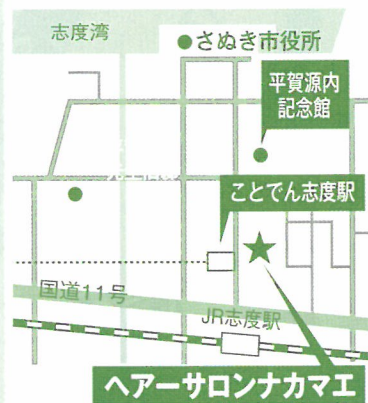 志度湾
さぬき市役所
平賀源内
記念館
ことでん志度駅
国道11号
JR志度駅
ヘアーサロンナカマエ